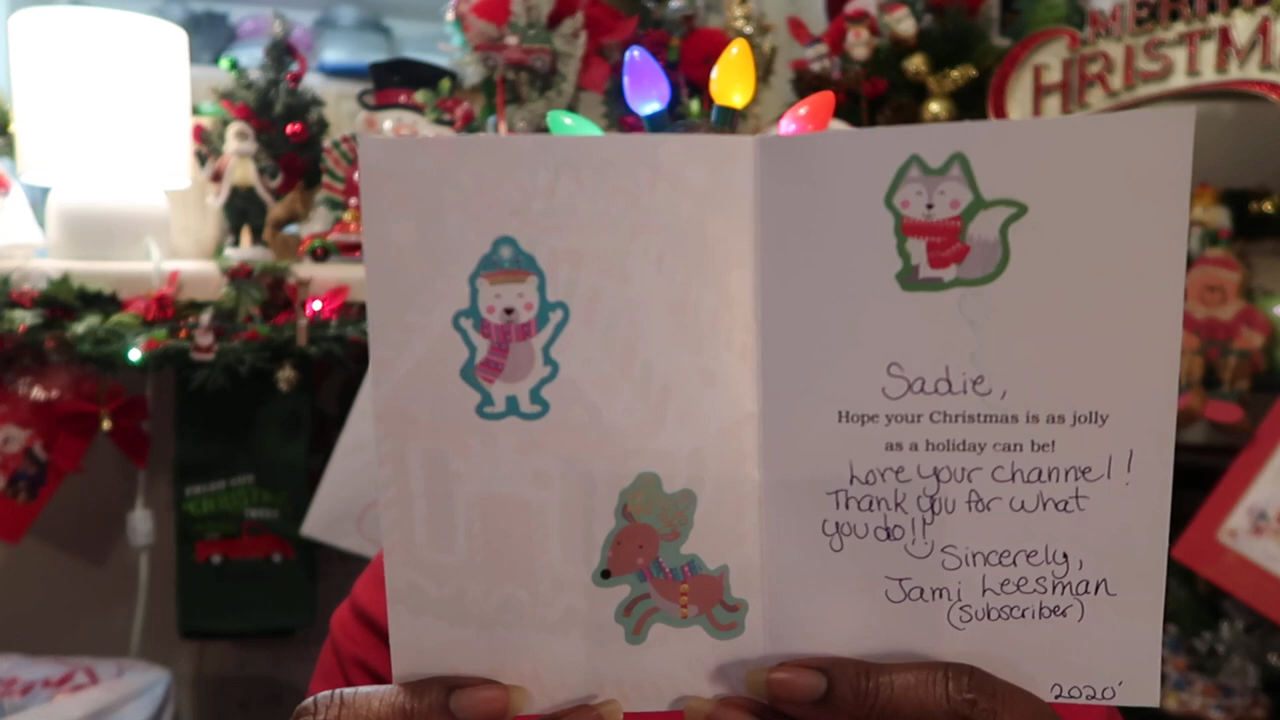 MERRY
CHRISTM
Sadie,
Hope your Christmas is as jolly
as a holiday can be!
Love your channel!
Thank you for what
you do!!
Sincerely,
Jami Leesman
(subscriber)
2020'